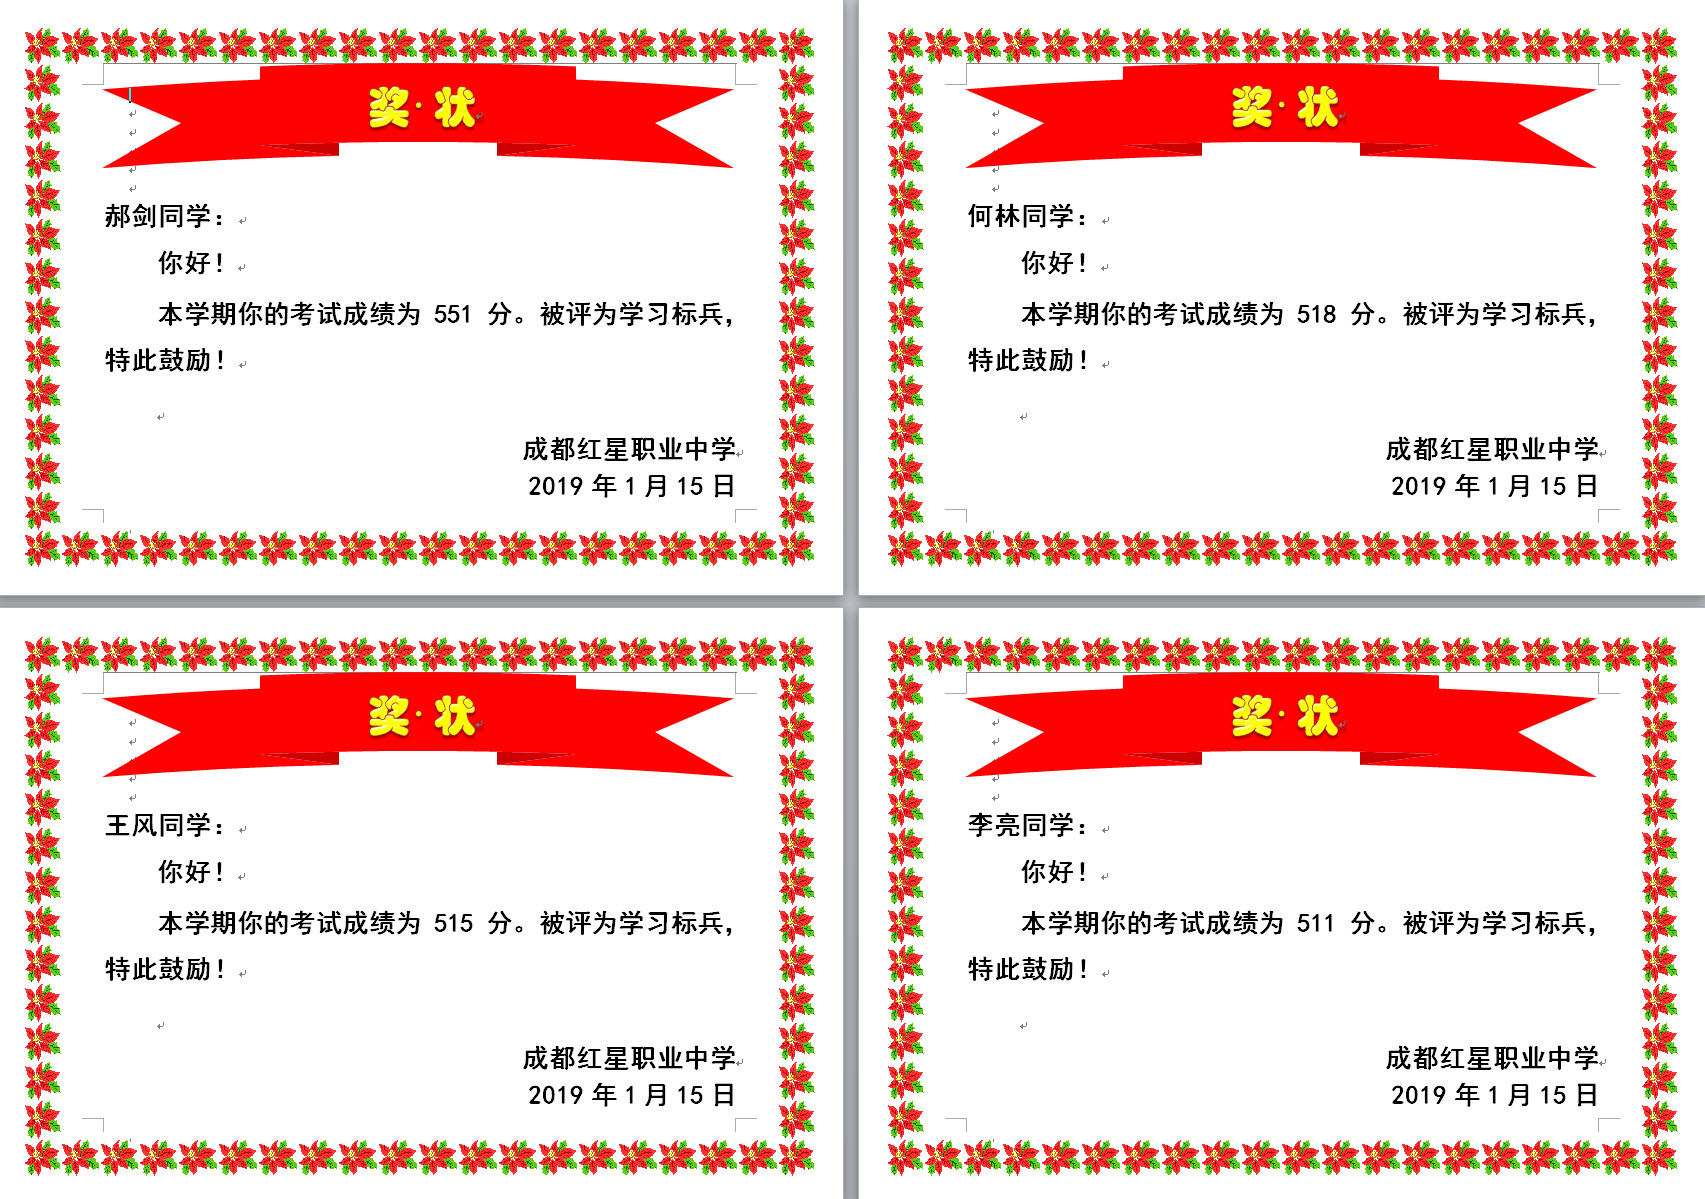 奖·状
郝剑同学：
你好！
本学期你的考试成绩为 551 分。被评为学习标兵，
特此鼓励！
成都红星职业中学
2019 年 1 月 15 日
奖·状
何林同学：
你好！
本学期你的考试成绩为 518 分。被评为学习标兵，
特此鼓励！
成都红星职业中学
2019 年 1 月 15 日
奖·状
王风同学：
你好！
本学期你的考试成绩为 515 分。被评为学习标兵，
特此鼓励！
成都红星职业中学
2019 年 1 月 15 日
奖·状
李亮同学：
你好！
本学期你的考试成绩为 511 分。被评为学习标兵，
特此鼓励！
成都红星职业中学
2019 年 1 月 15 日